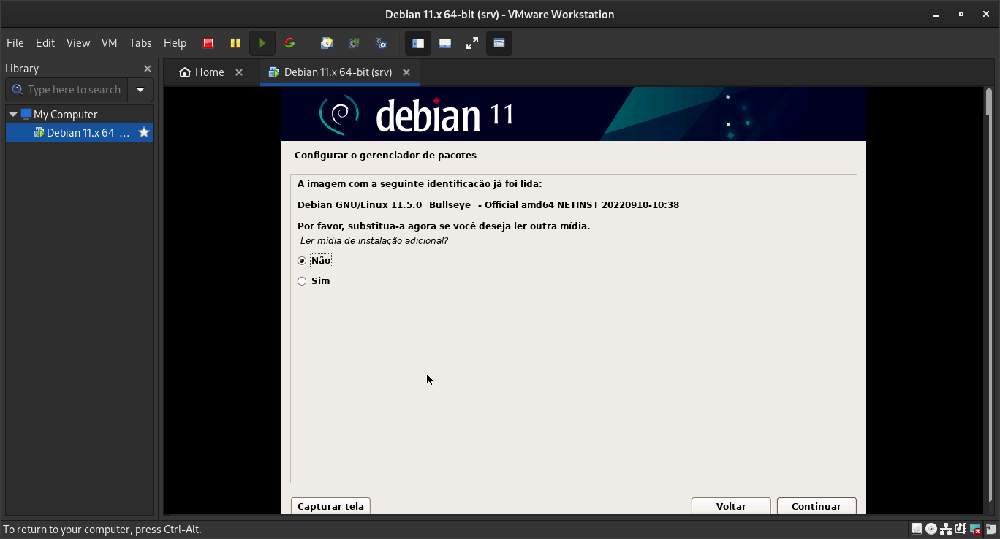 Debian 11.x 64-bit (srv) - VMware Workstation
File Edit View VM Tabs Help
Library
Home
Debian 11.x 64-bit (srv)
Type here to search
My Computer
Debian 11.x 64-...
debian 11
Configurar o gerenciador de pacotes
A imagem com a seguinte identificação já foi lida:
Debian GNU/Linux 11.5.0 _Bullseye_ - Official amd64 NETINST 20220910-10:38
Por favor, substitua-a agora se você deseja ler outra mídia.
Ler mídia de instalação adicional?
Não
Sim
Capturar tela
Voltar
Continuar
To return to your computer, press Ctrl-Alt.